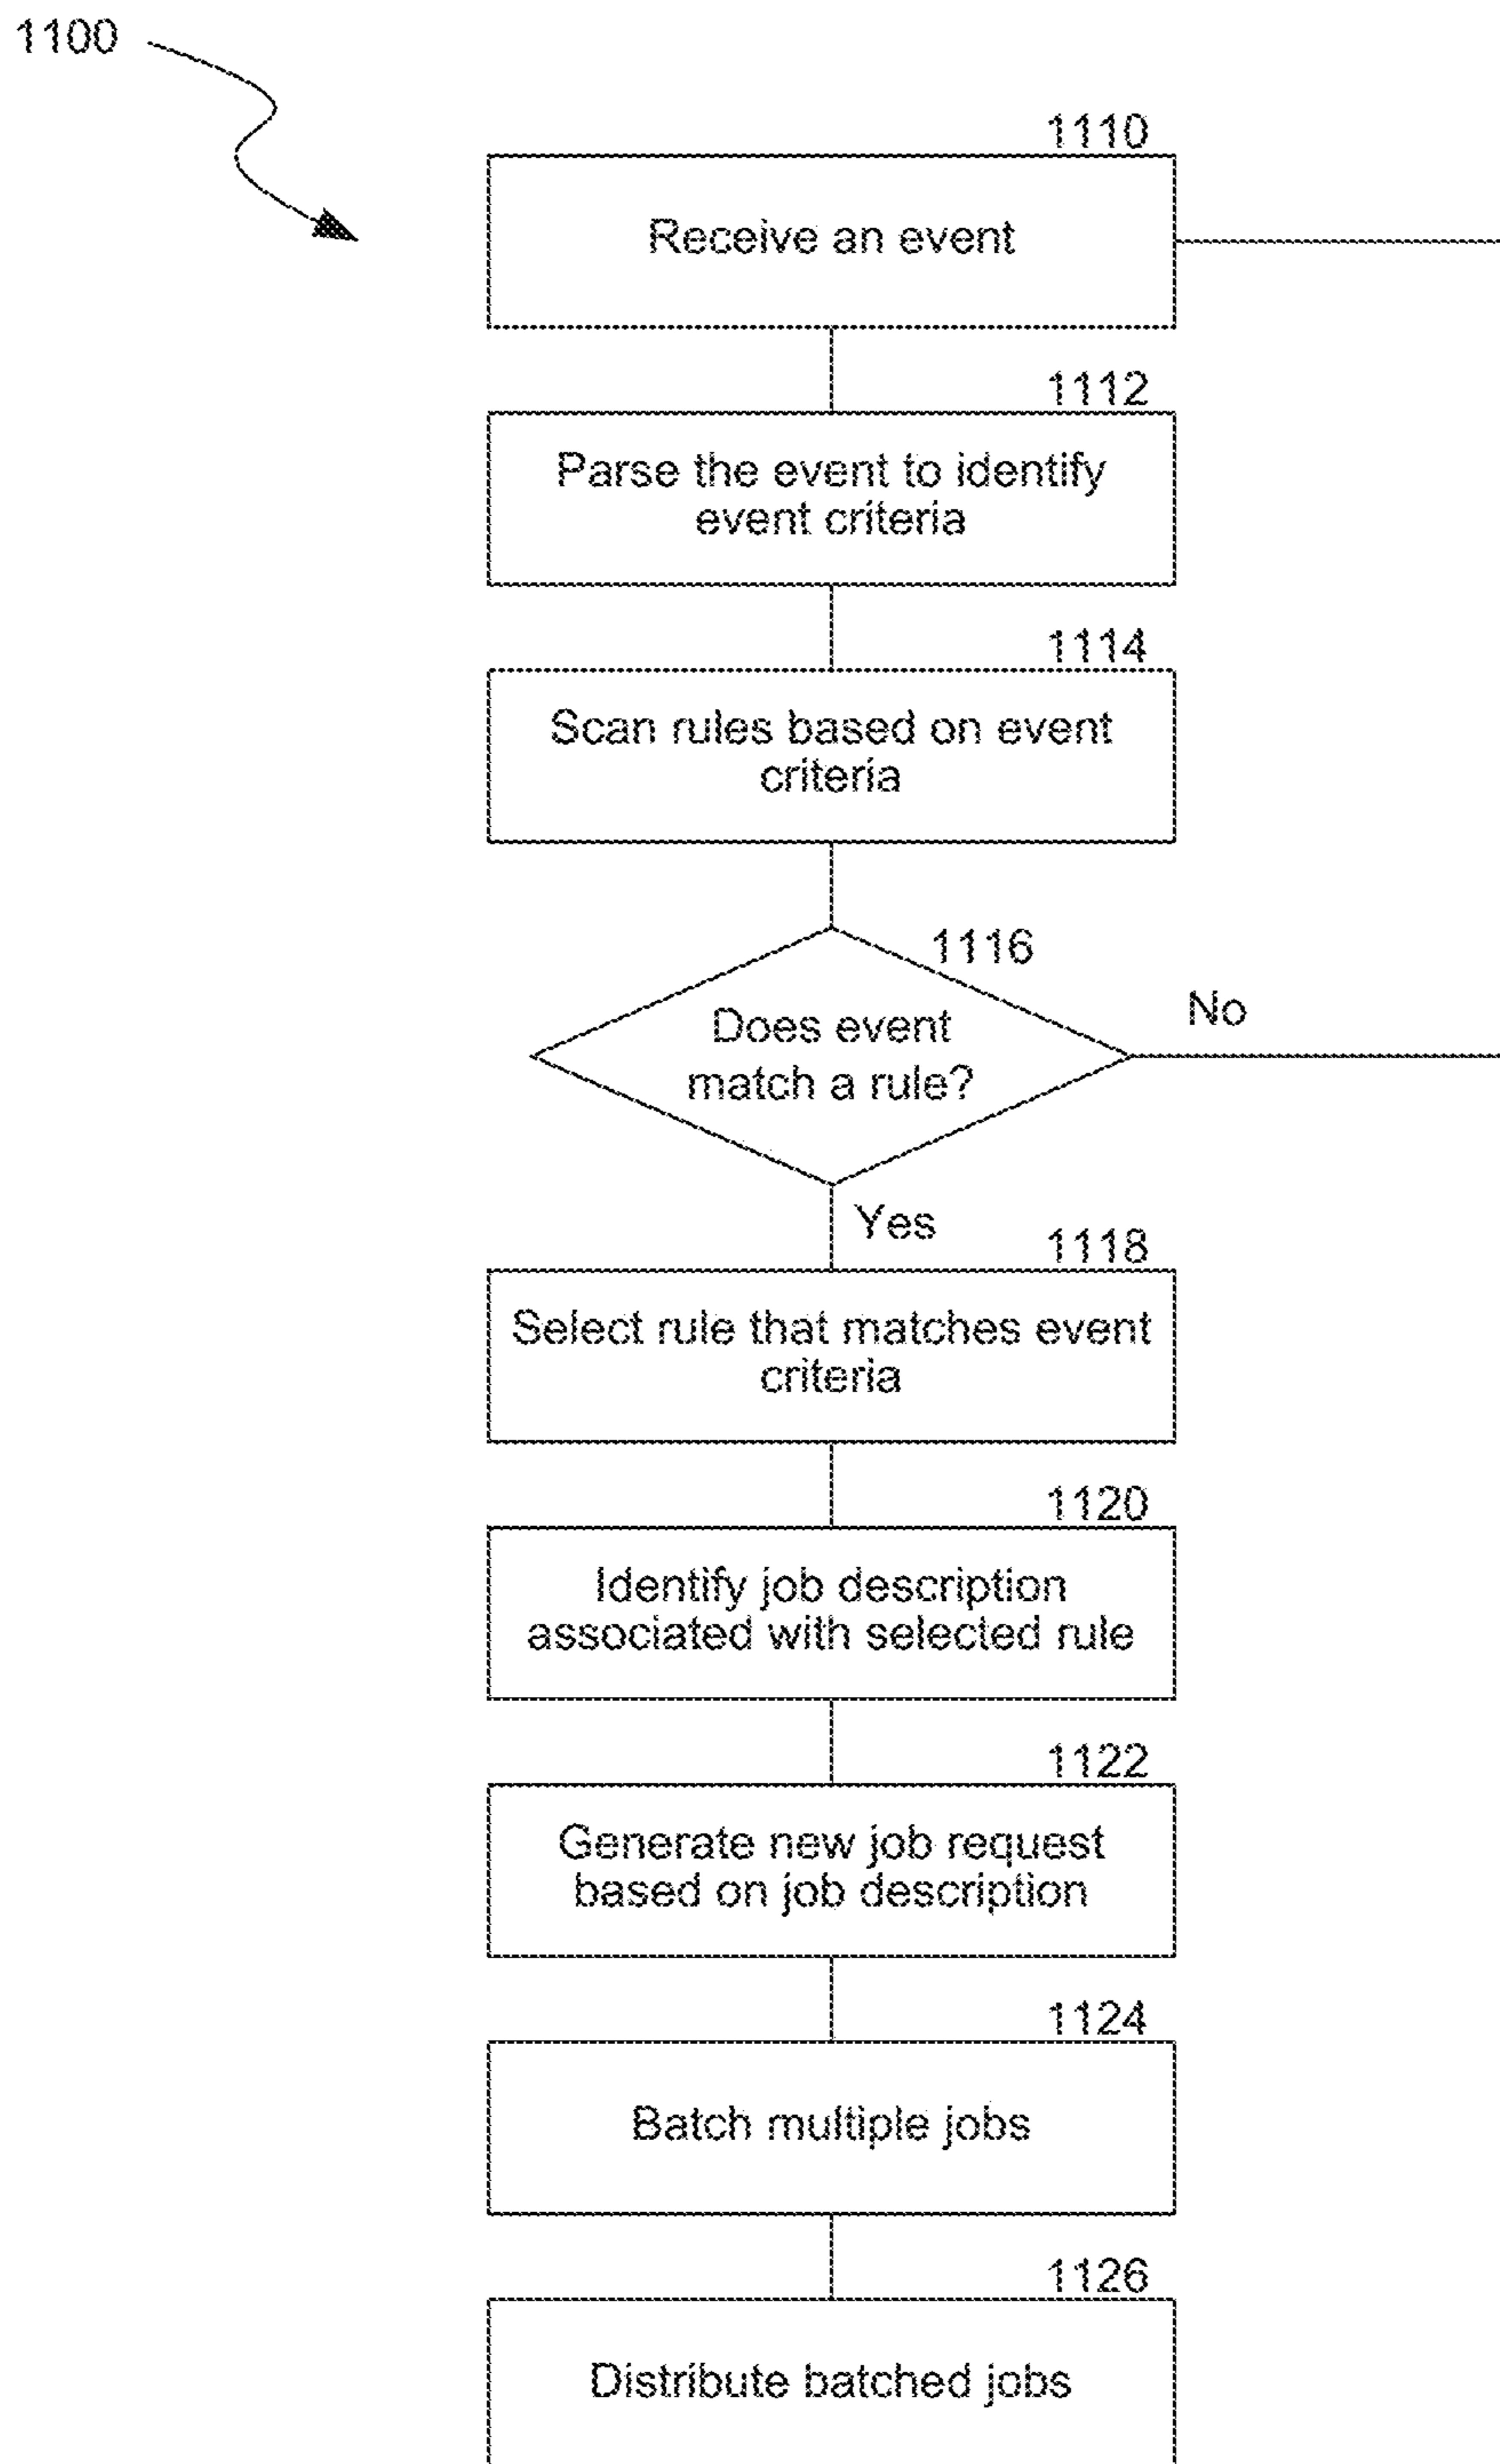 1100
1110
Receive an event
1112
Parse the event to identify
event criteria
1114
Scan rules based on event
criteria
1116
Does event
match a rule?
No
Yes
1118
Select rule that matches event
criteria
1120
Identify job description
associated with selected rule
1122
Generate new job request
based on job description
1124
Batch multiple jobs
1126
Distribute batched jobs